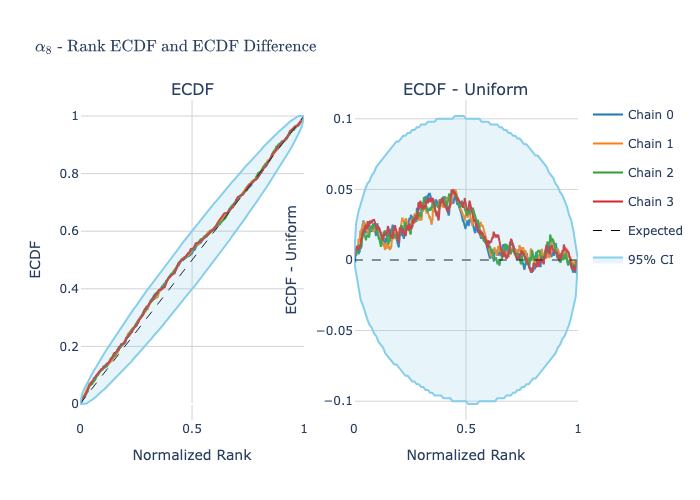 α₈ - Rank ECDF and ECDF Difference
ECDF
ECDF - Uniform
1
0.8
0.6
0.4
0.2
0
ECDF
0
0.5
1
Normalized Rank
0.1
0.05
0
−0.05
−0.1
ECDF - Uniform
0
0.5
1
Normalized Rank
Chain 0
Chain 1
Chain 2
Chain 3
Expected
95% CI